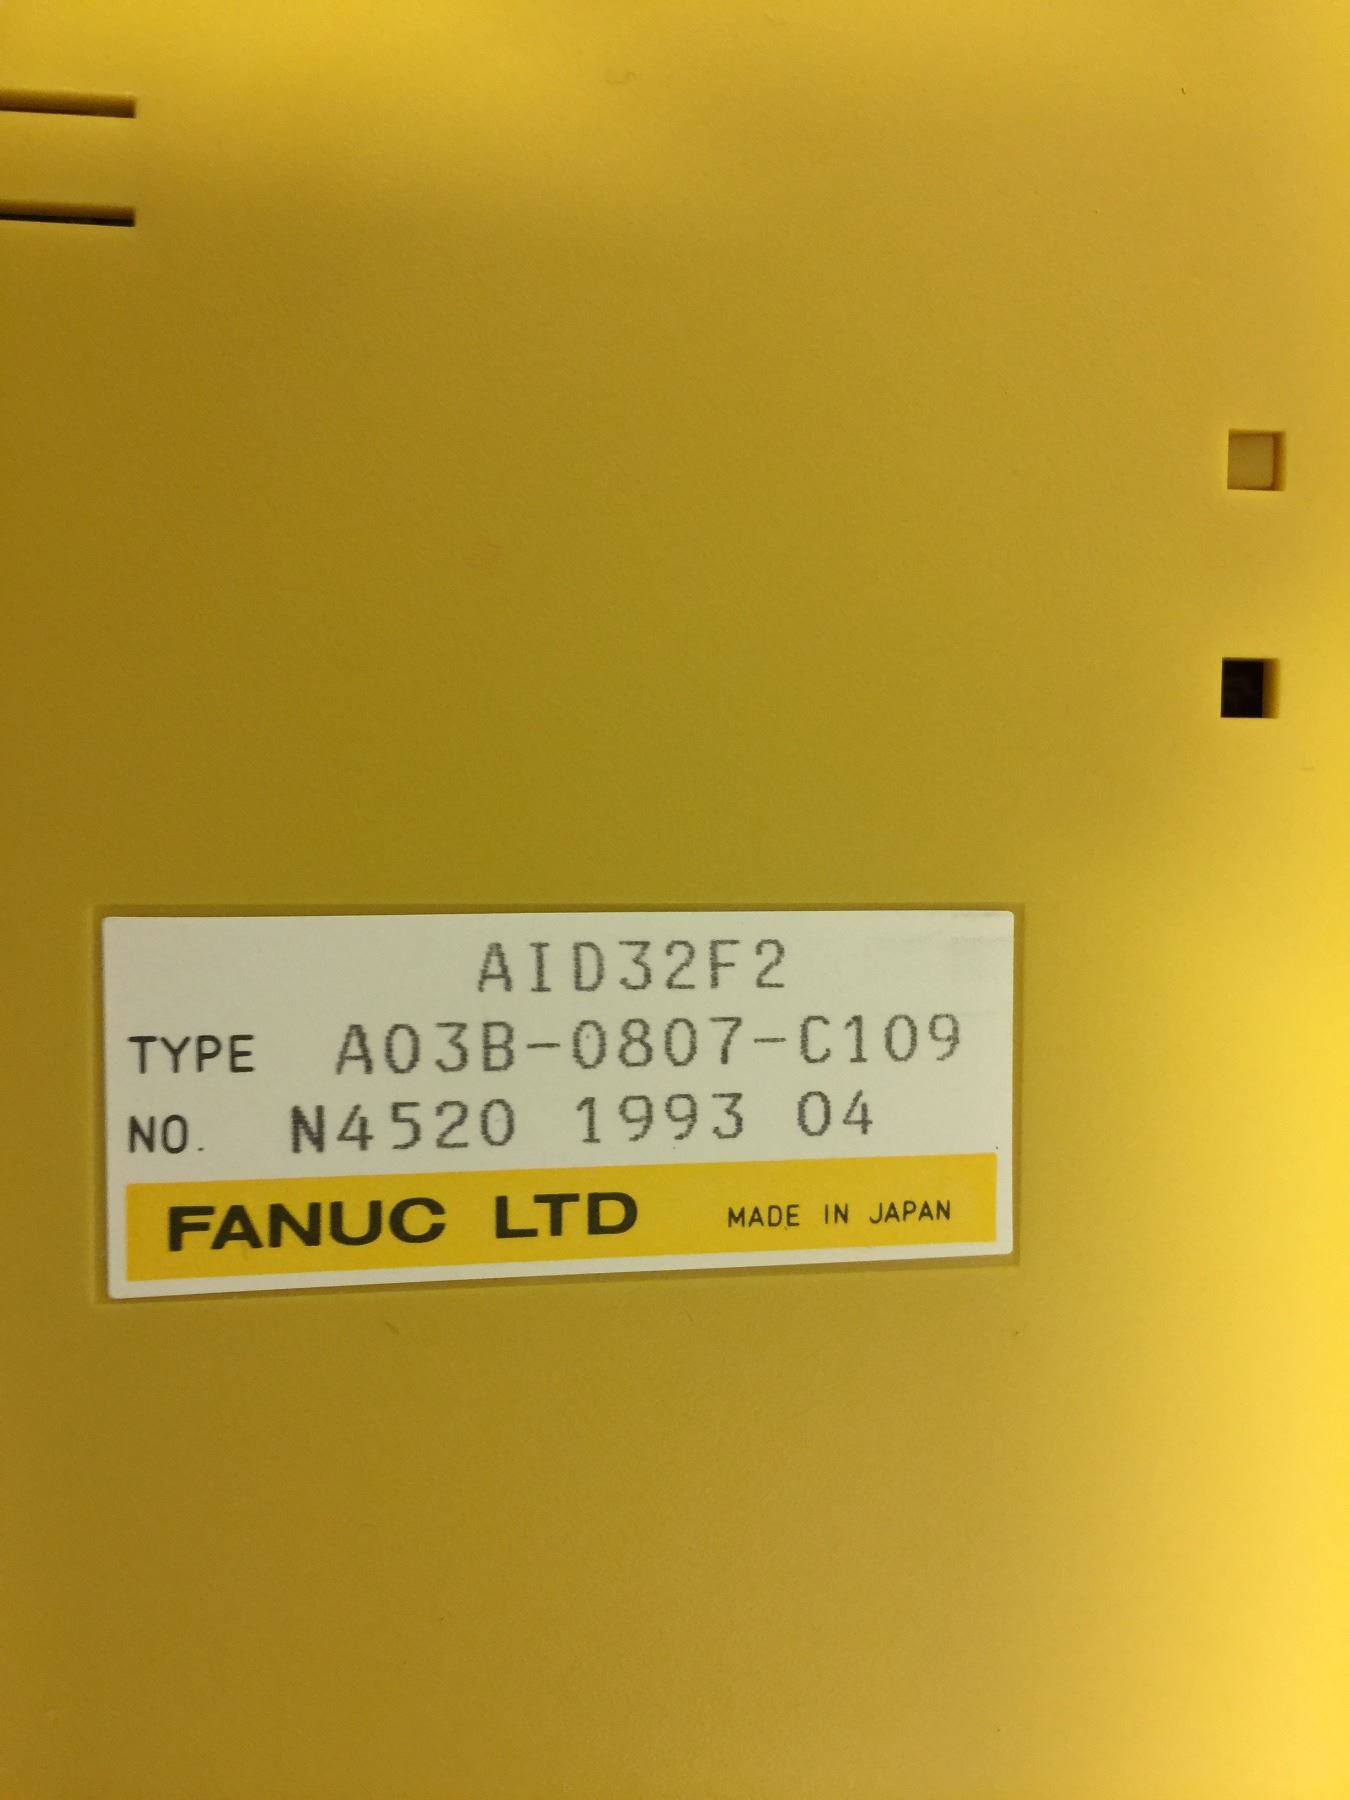 AID32F2
TYPE A03B-0807-C109
NO. N4520 1993 04
FANUC LTD MADE IN JAPAN